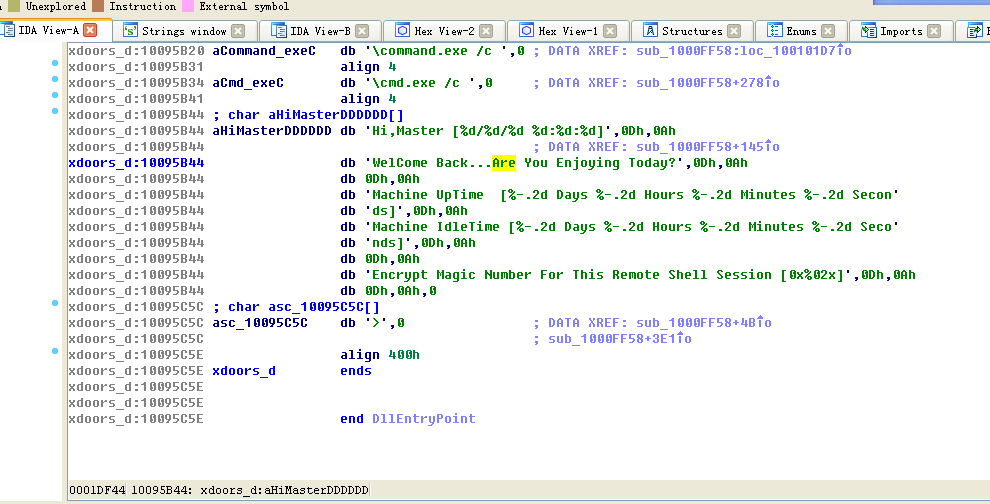 Unexplored Instruction External symbol
IDA View-A Strings window IDA View-B Hex View-2 Hex View-1 Structures Enums Imports
xdoors_d:10095B20 aCommand_exeC db '\command.exe /c ',0 ; DATA XREF: sub_1000FF58:loc_100101D7↑o
xdoors_d:10095B31 align 4
xdoors_d:10095B34 aCmd_exeC db '\cmd.exe /c ',0 ; DATA XREF: sub_1000FF58+278↑o
xdoors_d:10095B41 align 4
xdoors_d:10095B44 ; char aHiMasterDDDDDD[]
xdoors_d:10095B44 aHiMasterDDDDDD db 'Hi,Master [%d/%d/%d %d:%d:%d]',0Dh,0Ah
xdoors_d:10095B44 ; DATA XREF: sub_1000FF58+145↑o
xdoors_d:10095B44 db 'WelCome Back...Are You Enjoying Today?',0Dh,0Ah
xdoors_d:10095B44 db 0Dh,0Ah
xdoors_d:10095B44 db 'Machine UpTime  [%-.2d Days %-.2d Hours %-.2d Minutes %-.2d Secon'
xdoors_d:10095B44 db 'ds]',0Dh,0Ah
xdoors_d:10095B44 db 'Machine IdleTime [%-.2d Days %-.2d Hours %-.2d Minutes %-.2d Seco'
xdoors_d:10095B44 db 'nds]',0Dh,0Ah
xdoors_d:10095B44 db 0Dh,0Ah
xdoors_d:10095B44 db 'Encrypt Magic Number For This Remote Shell Session [0x%02x]',0Dh,0Ah
xdoors_d:10095B44 db 0Dh,0Ah,0
xdoors_d:10095C5C ; char asc_10095C5C[]
xdoors_d:10095C5C asc_10095C5C db '>',0 ; DATA XREF: sub_1000FF58+4B↑o
xdoors_d:10095C5C ; sub_1000FF58+3E1↑o
xdoors_d:10095C5E align 400h
xdoors_d:10095C5E xdoors_d ends
xdoors_d:10095C5E
xdoors_d:10095C5E
xdoors_d:10095C5E end DllEntryPoint
0001DF44 10095B44: xdoors_d:aHiMasterDDDDDD